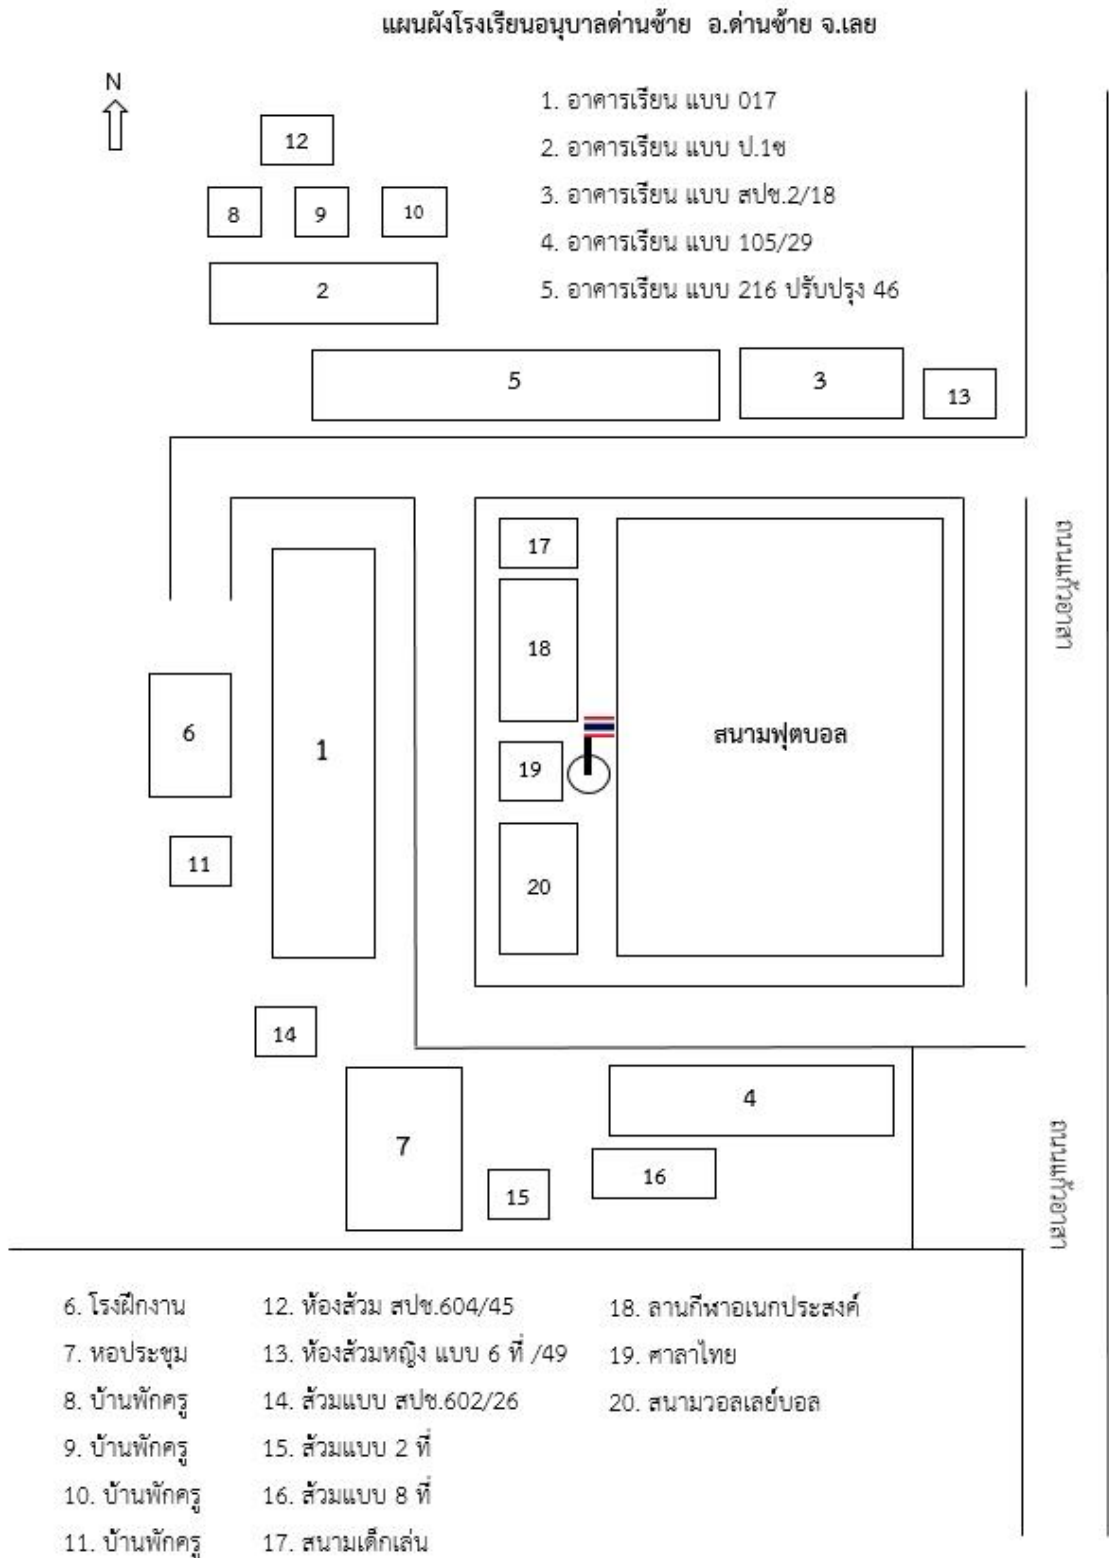 แผนผังโรงเรียนอนุบาลด่านซ้าย อ.ด่านซ้าย จ.เลย
N
1. อาคารเรียน แบบ 017
2. อาคารเรียน แบบ ป.1ซ
3. อาคารเรียน แบบ สปช.2/18
4. อาคารเรียน แบบ 105/29
5. อาคารเรียน แบบ 216 ปรับปรุง 46
12
8 9 10
2
5 3 13
17
18
ถนนแก้วอาสา
6 1 สนามฟุตบอล
19
11 20
14
4
7
16
15
ถนนแก้วอาสา
6. โรงฝึกงาน
7. หอประชุม
8. บ้านพักครู
9. บ้านพักครู
10. บ้านพักครู
11. บ้านพักครู
12. ห้องส้วม สปช.604/45
13. ห้องส้วมหญิง แบบ 6 ที่ /49
14. ส้วมแบบ สปช.602/26
15. ส้วมแบบ 2 ที่
16. ส้วมแบบ 8 ที่
17. สนามเด็กเล่น
18. ลานกีฬาอเนกประสงค์
19. ศาลาไทย
20. สนามวอลเลย์บอล